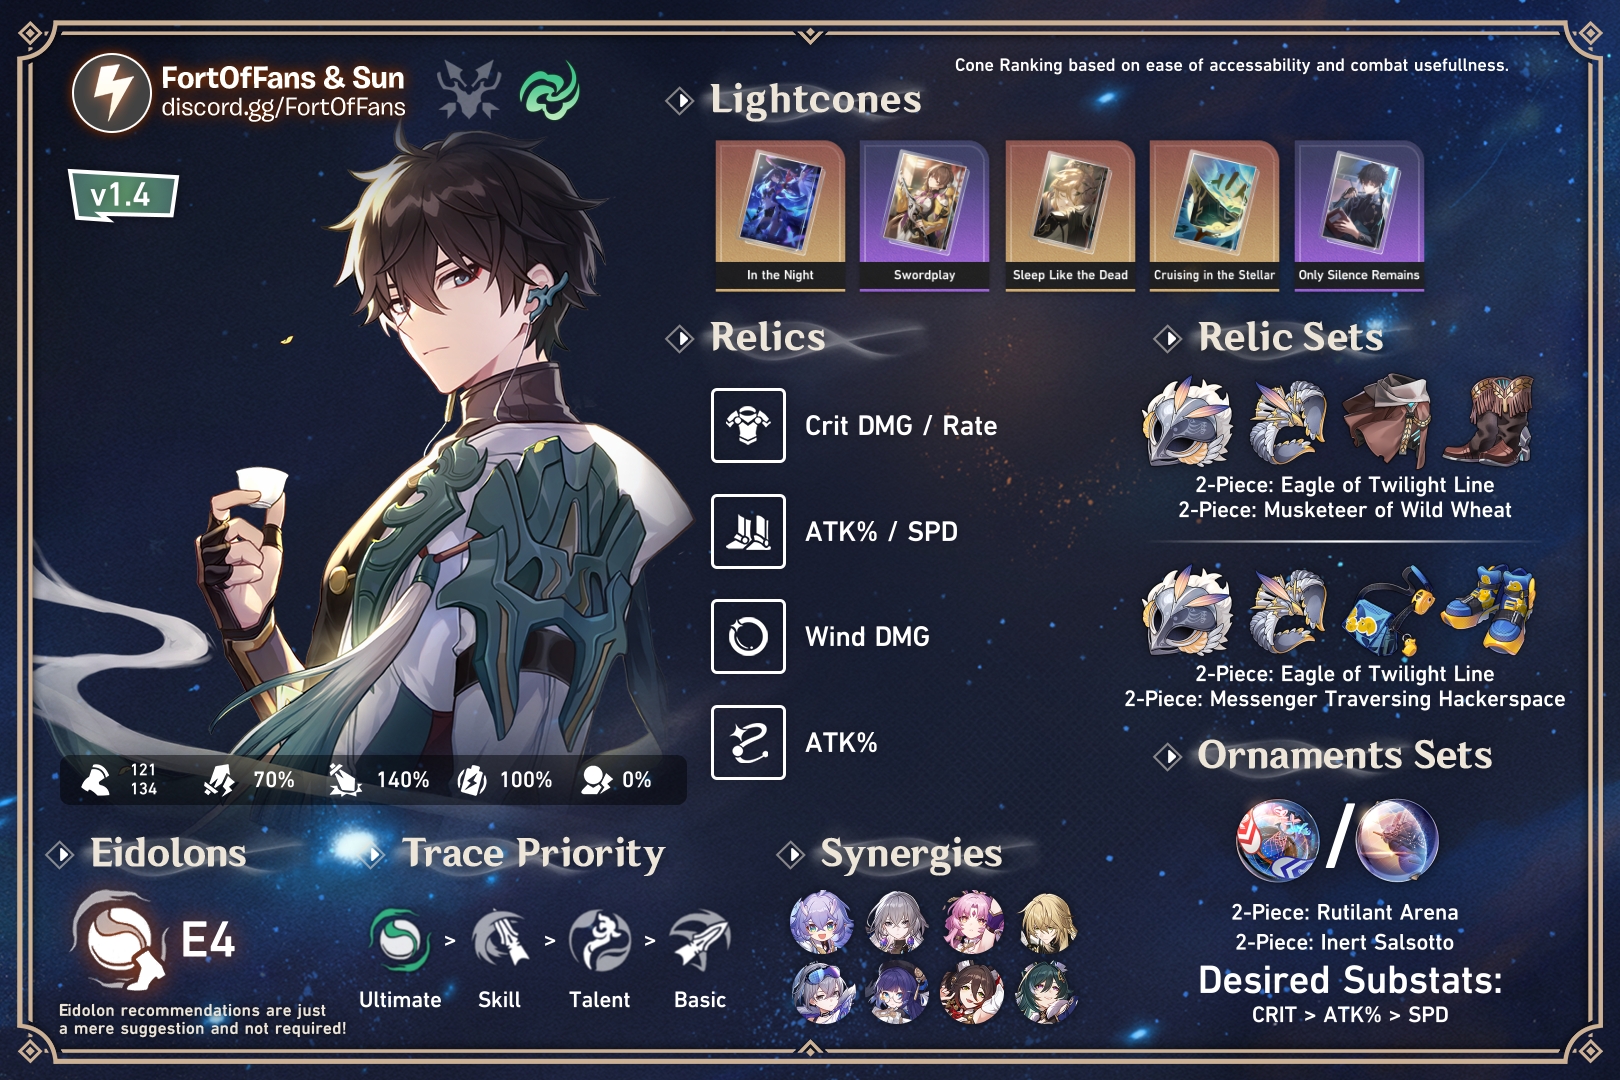 FortOfFans & Sun
discord.gg/FortOfFans
v1.4
Cone Ranking based on ease of accessability and combat usefullness.
Lightcones
In the Night
Swordplay
Sleep Like the Dead
Cruising in the Stellar
Only Silence Remains
Relics
Crit DMG / Rate
ATK% / SPD
Wind DMG
ATK%
Relic Sets
2-Piece: Eagle of Twilight Line
2-Piece: Musketeer of Wild Wheat
2-Piece: Eagle of Twilight Line
2-Piece: Messenger Traversing Hackerspace
Ornaments Sets
/
2-Piece: Rutilant Arena
2-Piece: Inert Salsotto
Desired Substats:
CRIT > ATK% > SPD
121
134
70%
140%
100%
0%
Eidolons
E4
Eidolon recommendations are just
a mere suggestion and not required!
Trace Priority
> > >
Ultimate
Skill
Talent
Basic
Synergies